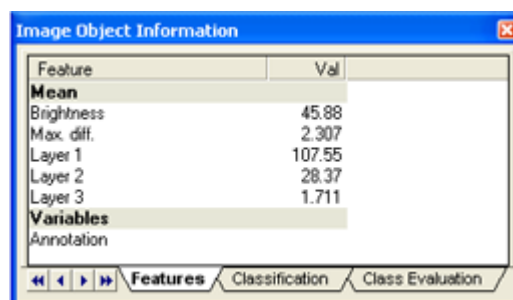 Image Object Information
Feature Val
Mean
Brightness 45.88
Max. diff. 2.307
Layer 1 107.55
Layer 2 28.37
Layer 3 1.711
Variables
Annotation
Features Classification Class Evaluation